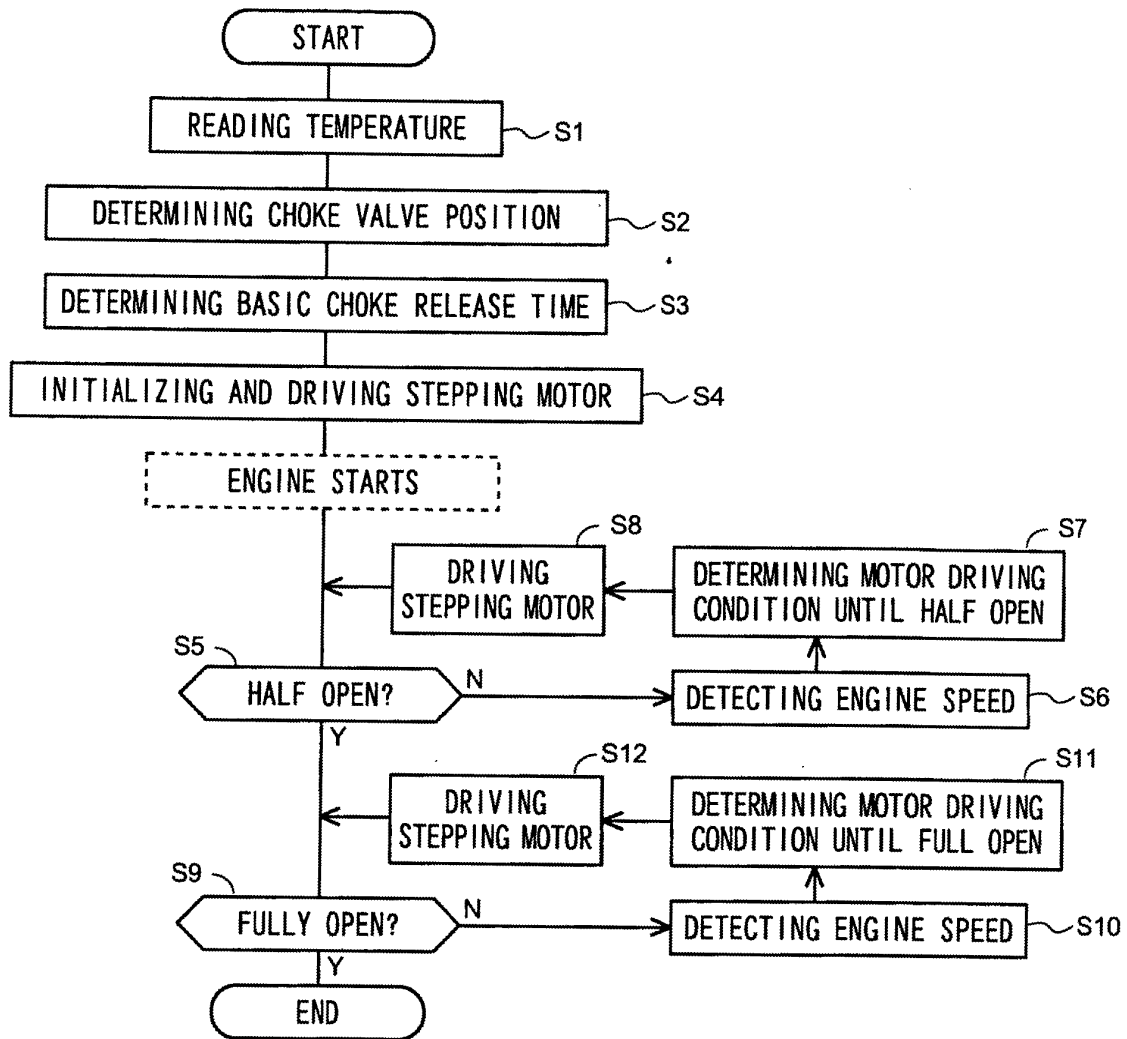 START
READING TEMPERATURE
S1
DETERMINING CHOKE VALVE POSITION
S2
DETERMINING BASIC CHOKE RELEASE TIME
S3
INITIALIZING AND DRIVING STEPPING MOTOR
S4
ENGINE STARTS
S8
S7
DRIVING
STEPPING MOTOR
DETERMINING MOTOR DRIVING
CONDITION UNTIL HALF OPEN
S5
HALF OPEN?
N
DETECTING ENGINE SPEED
S6
Y
S12
S11
DRIVING
STEPPING MOTOR
DETERMINING MOTOR DRIVING
CONDITION UNTIL FULL OPEN
S9
FULLY OPEN?
N
DETECTING ENGINE SPEED
S10
Y
END